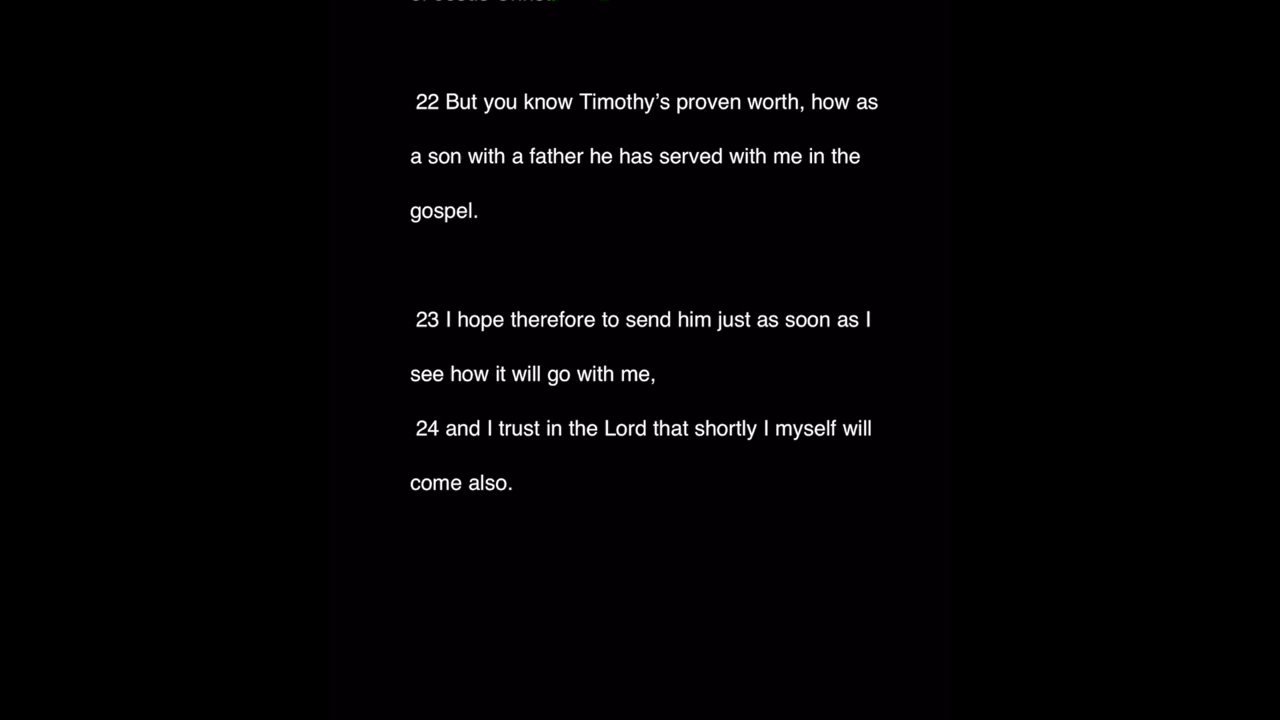 22 But you know Timothy’s proven worth, how as
a son with a father he has served with me in the
gospel.
23 I hope therefore to send him just as soon as I
see how it will go with me,
24 and I trust in the Lord that shortly I myself will
come also.